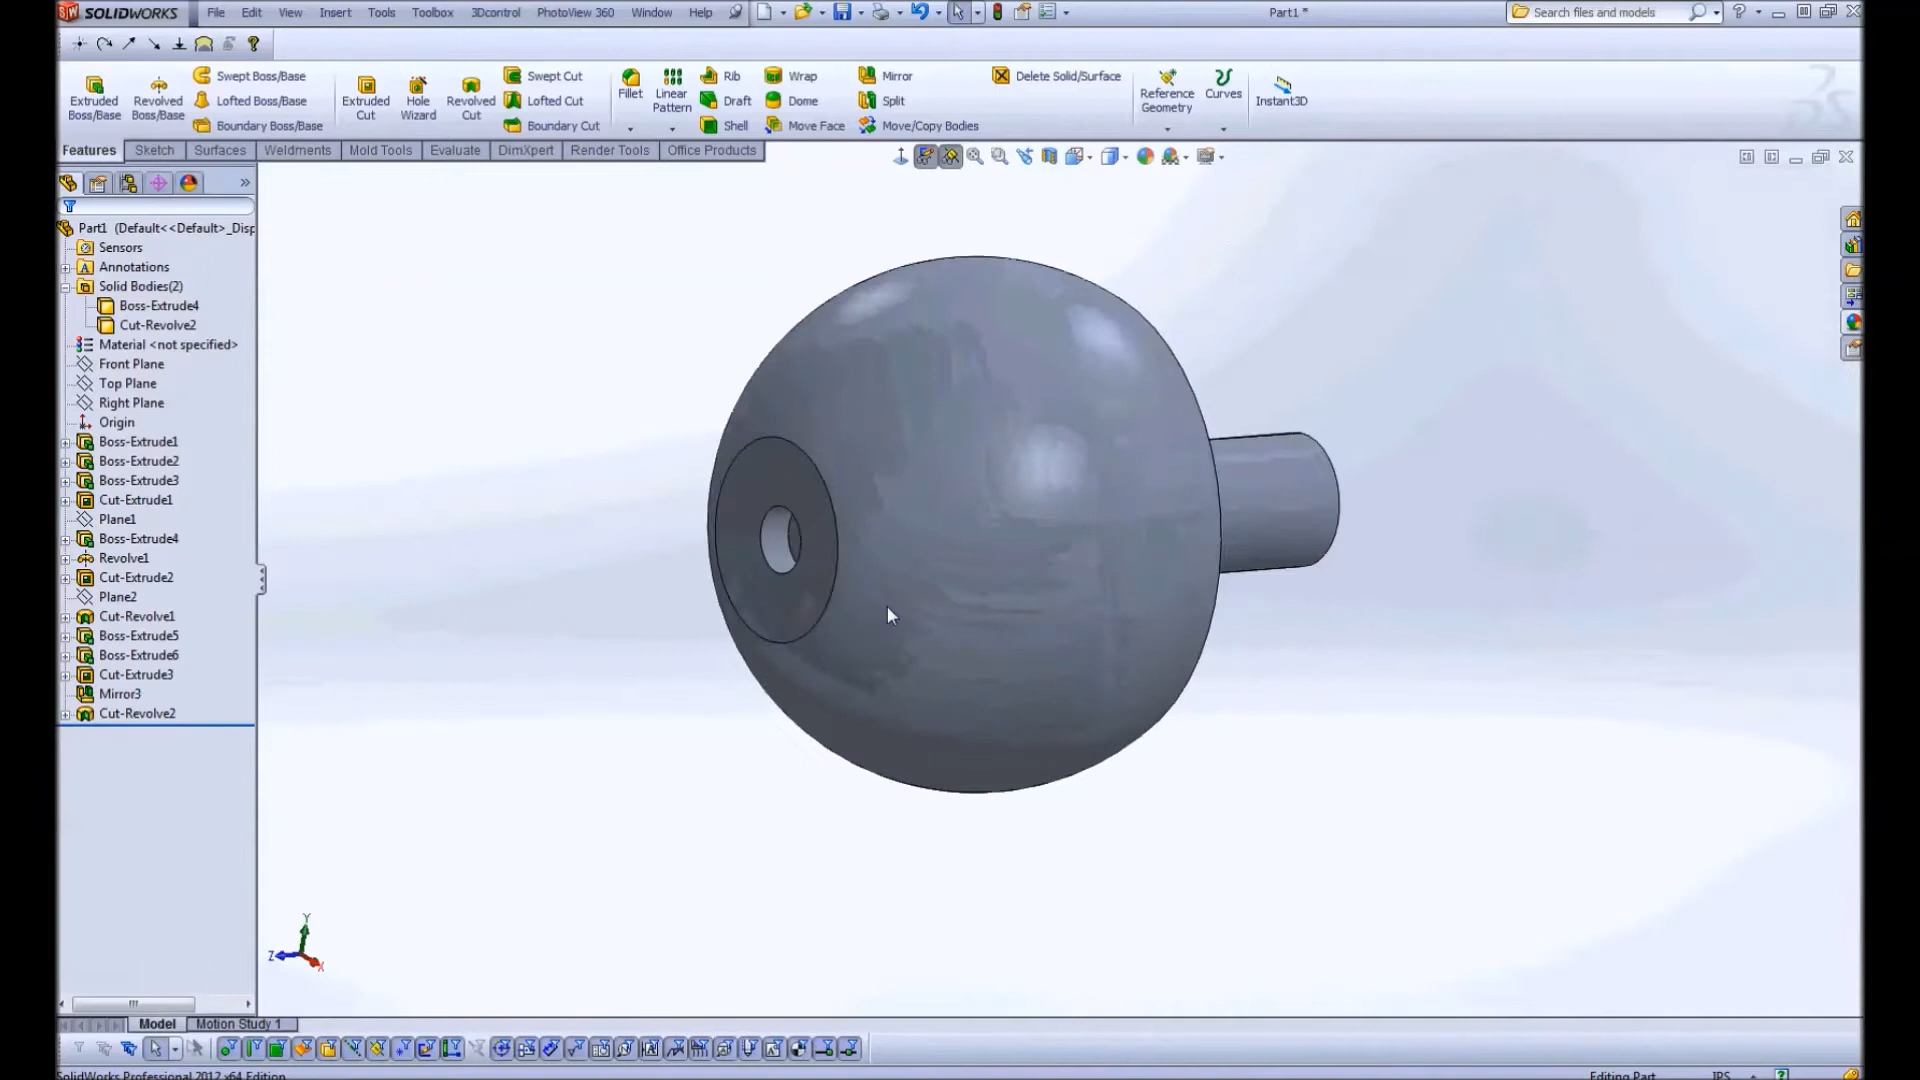 SOLIDWORKS File Edit View Insert Tools Toolbox 3Dcontrol PhotoView 360 Window Help Part1 * Search files and models
Extruded Boss/Base
Revolved Boss/Base
Swept Boss/Base
Lofted Boss/Base
Boundary Boss/Base
Extruded Cut
Hole Wizard
Revolved Cut
Swept Cut
Lofted Cut
Boundary Cut
Fillet
Linear Pattern
Rib
Draft
Shell
Wrap
Dome
Move Face
Mirror
Split
Move/Copy Bodies
Delete Solid/Surface
Reference Geometry
Curves
Instant3D
Features Sketch Surfaces Weldments Mold Tools Evaluate DimXpert Render Tools Office Products
Part1 (Default<<Default>_Disp
Sensors
Annotations
Solid Bodies(2)
Boss-Extrude4
Cut-Revolve2
Material <not specified>
Front Plane
Top Plane
Right Plane
Origin
Boss-Extrude1
Boss-Extrude2
Boss-Extrude3
Cut-Extrude1
Plane1
Boss-Extrude4
Revolve1
Cut-Extrude2
Plane2
Cut-Revolve1
Boss-Extrude5
Boss-Extrude6
Cut-Extrude3
Mirror3
Cut-Revolve2
Y
Z
X
Model Motion Study 1
SolidWorks Professional 2012 x64 Edition Editing Part IPS